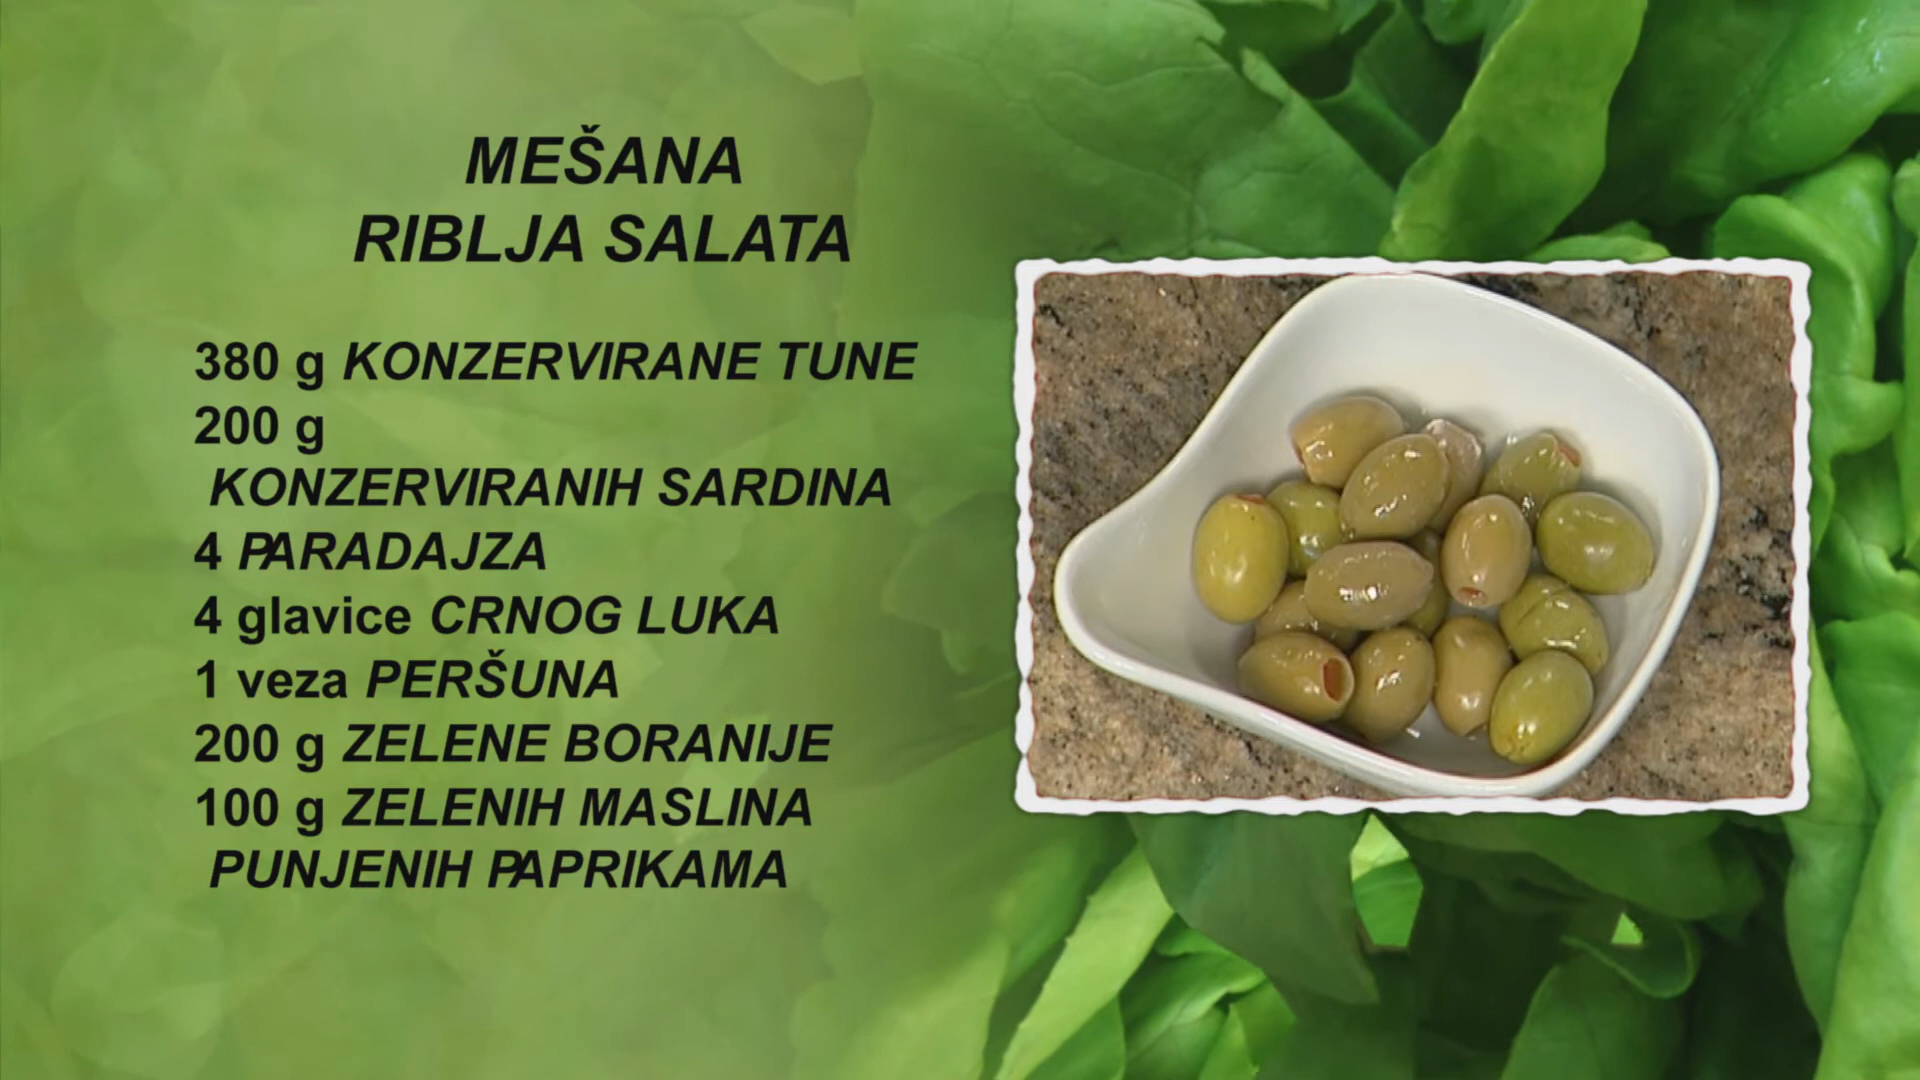 MEŠANA
RIBLJA SALATA
380 g KONZERVIRANE TUNE
200 g
KONZERVIRANIH SARDINA
4 PARADAJZA
4 glavice CRNOG LUKA
1 veza PERŠUNA
200 g ZELENE BORANIJE
100 g ZELENIH MASLINA
PUNJENIH PAPRIKAMA